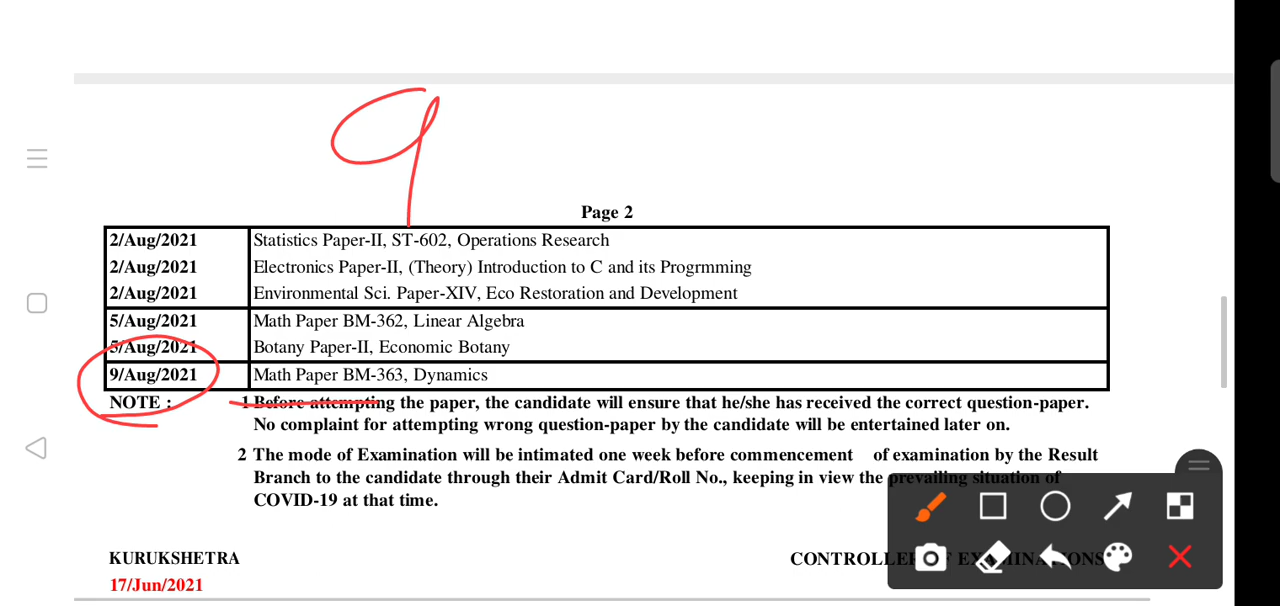 9
Page 2
2/Aug/2021 Statistics Paper-II, ST-602, Operations Research
2/Aug/2021 Electronics Paper-II, (Theory) Introduction to C and its Progrmming
2/Aug/2021 Environmental Sci. Paper-XIV, Eco Restoration and Development
5/Aug/2021 Math Paper BM-362, Linear Algebra
5/Aug/2021 Botany Paper-II, Economic Botany
9/Aug/2021 Math Paper BM-363, Dynamics
NOTE : 1 Before attempting the paper, the candidate will ensure that he/she has received the correct question-paper.
No complaint for attempting wrong question-paper by the candidate will be entertained later on.
2 The mode of Examination will be intimated one week before commencement of examination by the Result
Branch to the candidate through their Admit Card/Roll No., keeping in view the prevailing situation of
COVID-19 at that time.
KURUKSHETRA CONTROLLER OF EXAMINATIONS
17/Jun/2021